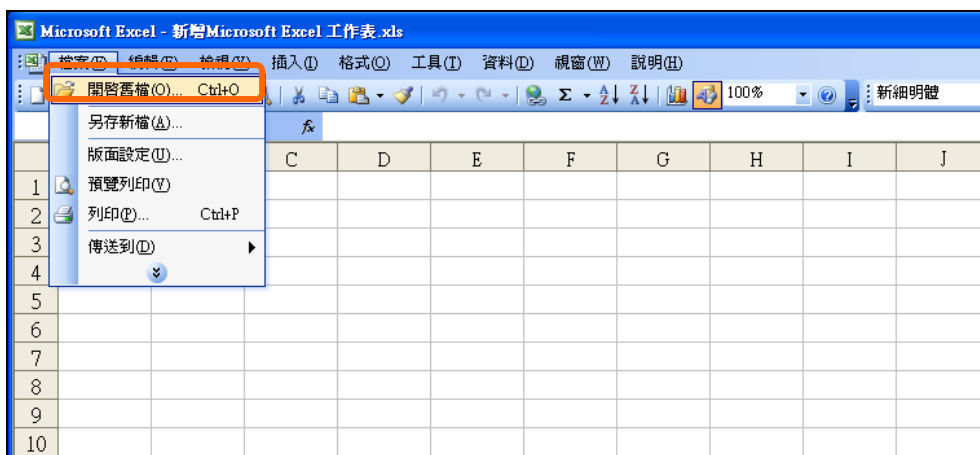 Microsoft Excel - 新增Microsoft Excel 工作表.xls
檔案(F) 編輯(E) 檢視(V) 插入(I) 格式(O) 工具(T) 資料(D) 視窗(W) 說明(H)
100% 新細明體
開啓舊檔(O)... Ctrl+O
另存新檔(A)...
版面設定(U)...
預覽列印(V)
列印(P)... Ctrl+P
傳送到(D)
fx
C D E F G H I J
1
2
3
4
5
6
7
8
9
10